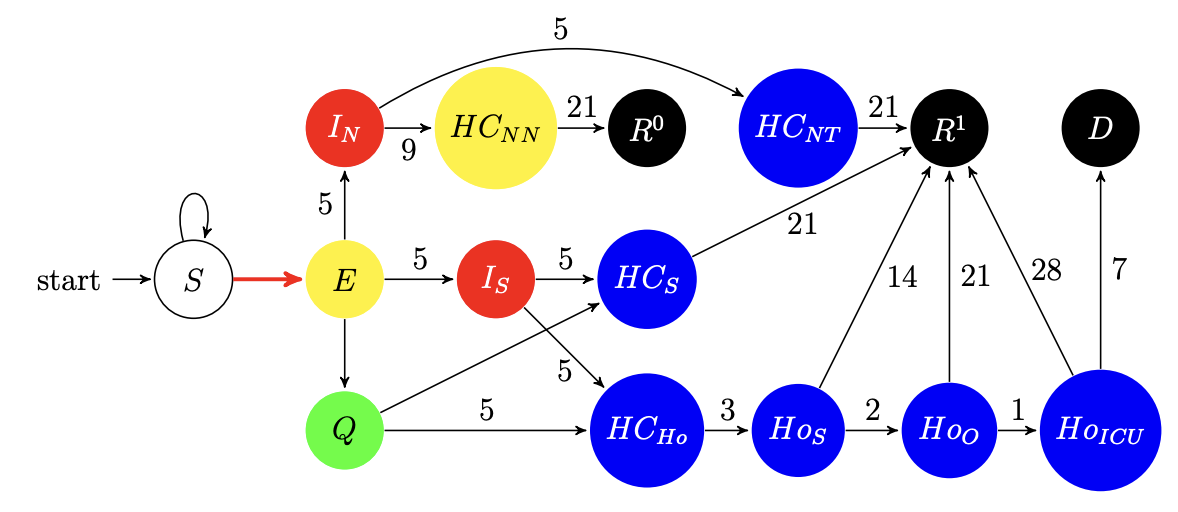 5
I_N
9
HC_{NN}
21
R^0
HC_{NT}
21
R^1
D
5
21
start
S
E
5
I_S
5
HC_S
14
21
28
7
5
Q
5
HC_{Ho}
3
Ho_S
2
Ho_O
1
Ho_{ICU}